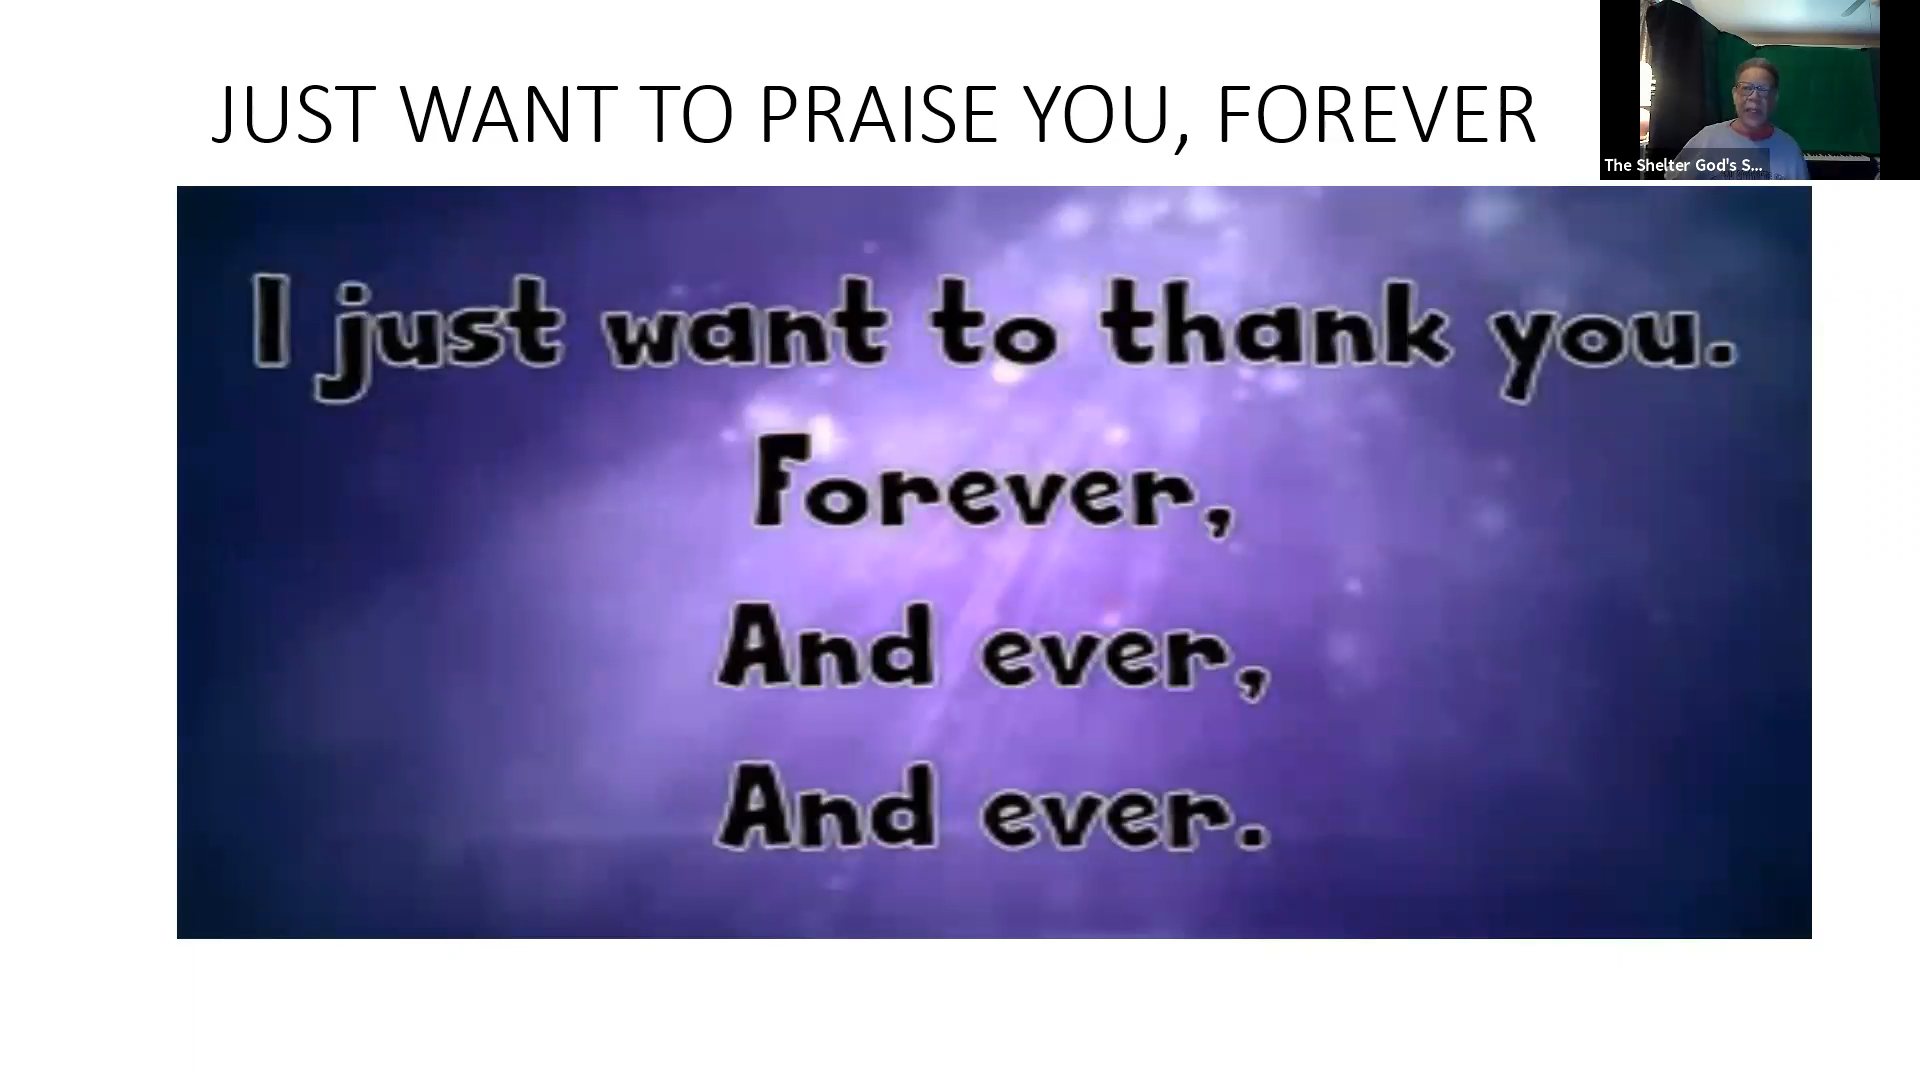 JUST WANT TO PRAISE YOU, FOREVER
The Shelter God's S...
I just want to thank you.
Forever,
And ever,
And ever.